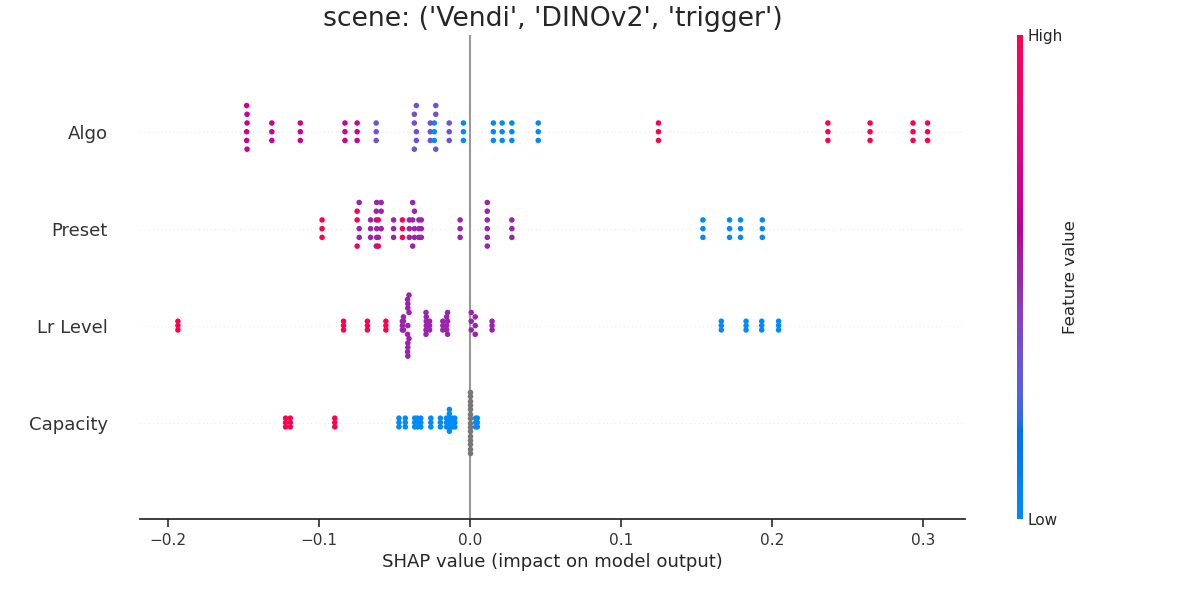 scene: ('Vendi', 'DINOv2', 'trigger')
High
Algo
Preset
Lr Level
Capacity
Feature value
Low
−0.2
−0.1
0.0
0.1
0.2
0.3
SHAP value (impact on model output)